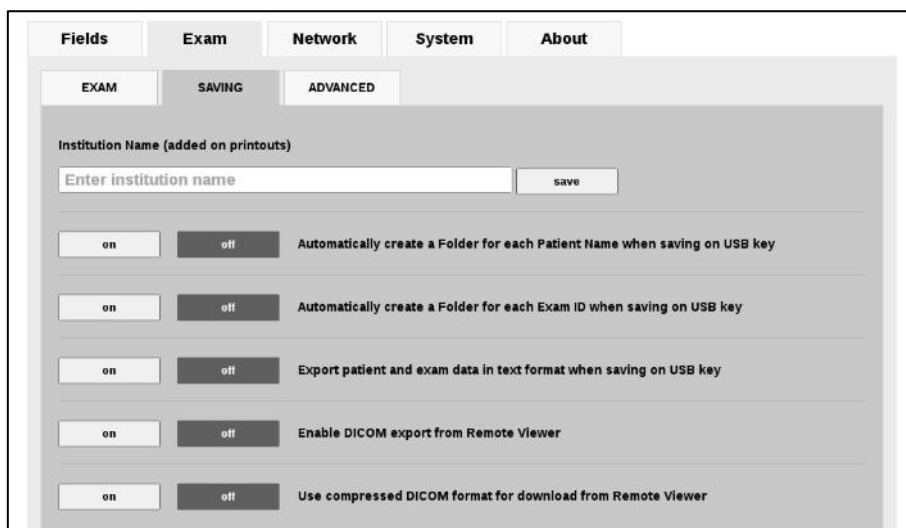 Fields Exam Network System About
EXAM SAVING ADVANCED
Institution Name (added on printouts)
Enter institution name save
on off Automatically create a Folder for each Patient Name when saving on USB key
on off Automatically create a Folder for each Exam ID when saving on USB key
on off Export patient and exam data in text format when saving on USB key
on off Enable DICOM export from Remote Viewer
on off Use compressed DICOM format for download from Remote Viewer